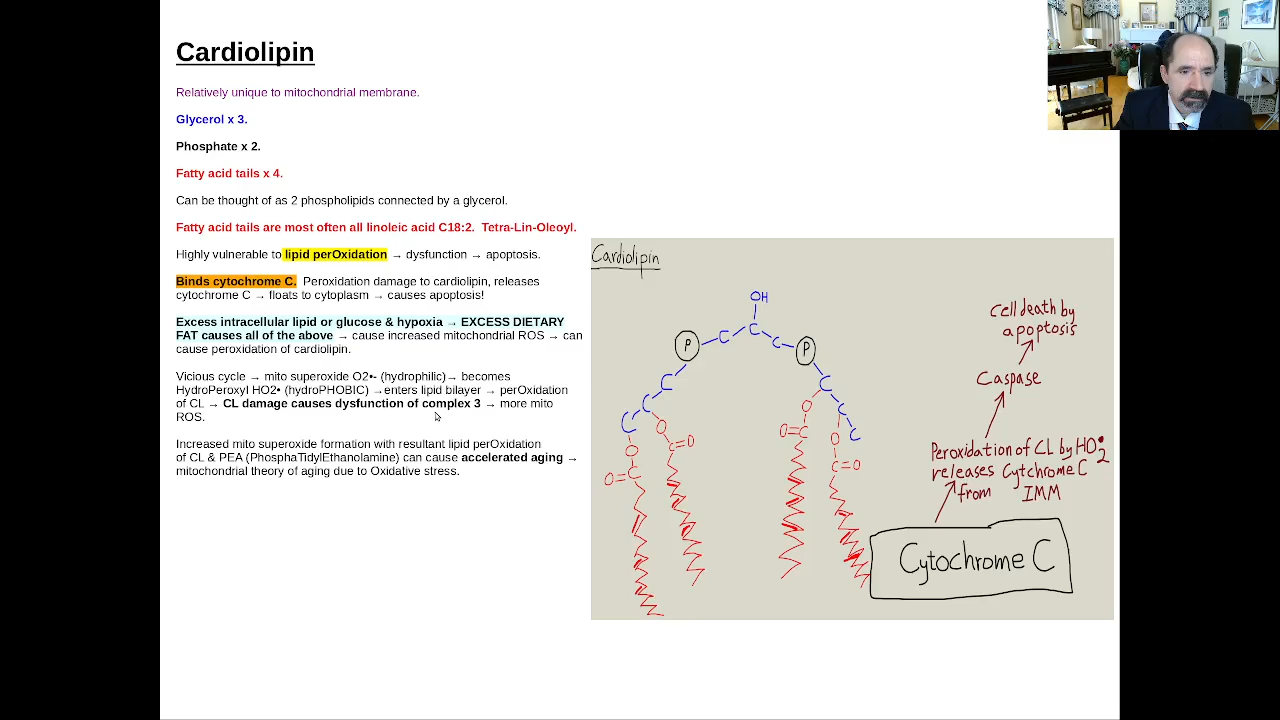 Cardiolipin
Relatively unique to mitochondrial membrane.
Glycerol x 3.
Phosphate x 2.
Fatty acid tails x 4.
Can be thought of as 2 phospholipids connected by a glycerol.
Fatty acid tails are most often all linoleic acid C18:2.  Tetra-Lin-Oleoyl.
Highly vulnerable to lipid perOxidation → dysfunction → apoptosis.
Binds cytochrome C.  Peroxidation damage to cardiolipin, releases
cytochrome C → floats to cytoplasm → causes apoptosis!
Excess intracellular lipid or glucose & hypoxia → EXCESS DIETARY
FAT causes all of the above → cause increased mitochondrial ROS → can
cause peroxidation of cardiolipin.
Vicious cycle → mito superoxide O2•- (hydrophilic)→ becomes
HydroPeroxyl HO2• (hydroPHOBIC) →enters lipid bilayer → perOxidation
of CL → CL damage causes dysfunction of complex 3 → more mito
ROS.
Increased mito superoxide formation with resultant lipid perOxidation
of CL & PEA (PhosphaTidylEthanolamine) can cause accelerated aging →
mitochondrial theory of aging due to Oxidative stress.
Cardiolipin
OH
P C C C P
C C
C C
C C
O O
O
C=O O=C
O O
C=O
O=C
Cell death by
apoptosis
Caspase
Peroxidation of CL by HO2•
releases Cytchrome C
from IMM
Cytochrome C